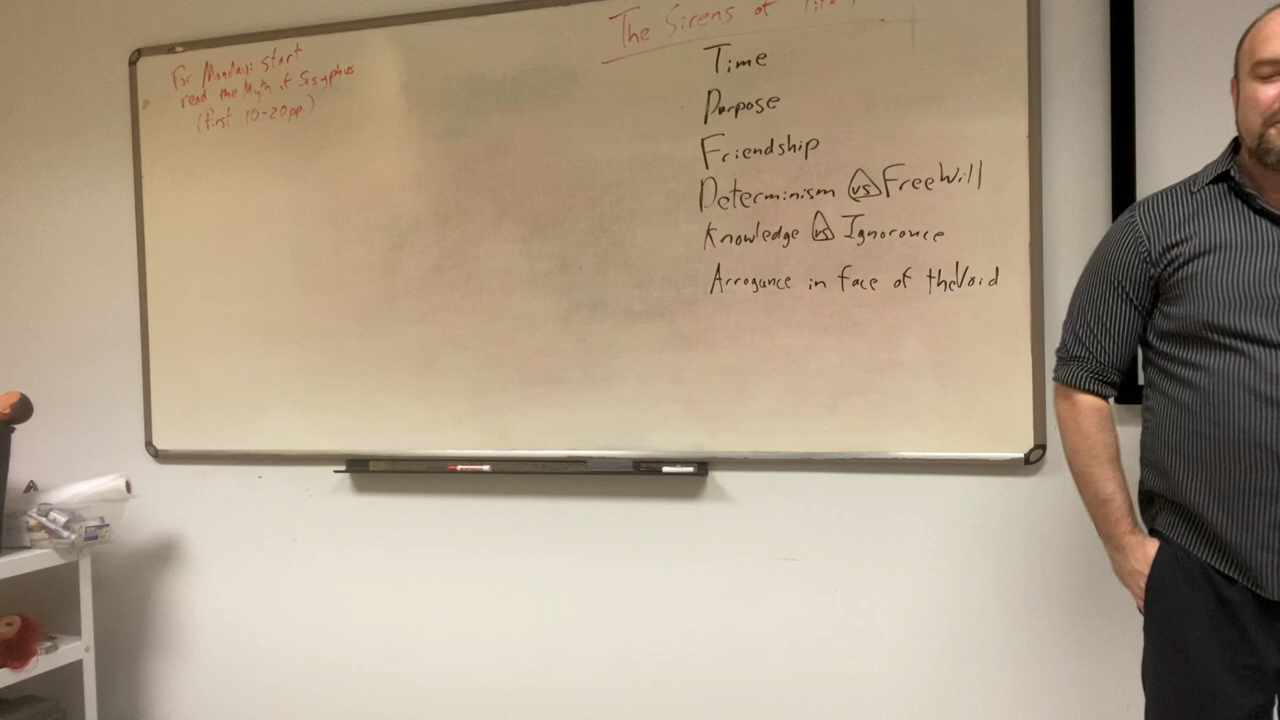 For Monday: start
read the Myth of Sisyphus
(first 10-20pp.)
The Sirens of Titan
Time
Purpose
Friendship
Determinism vs Free Will
Knowledge vs Ignorance
Arrogance in face of the Void